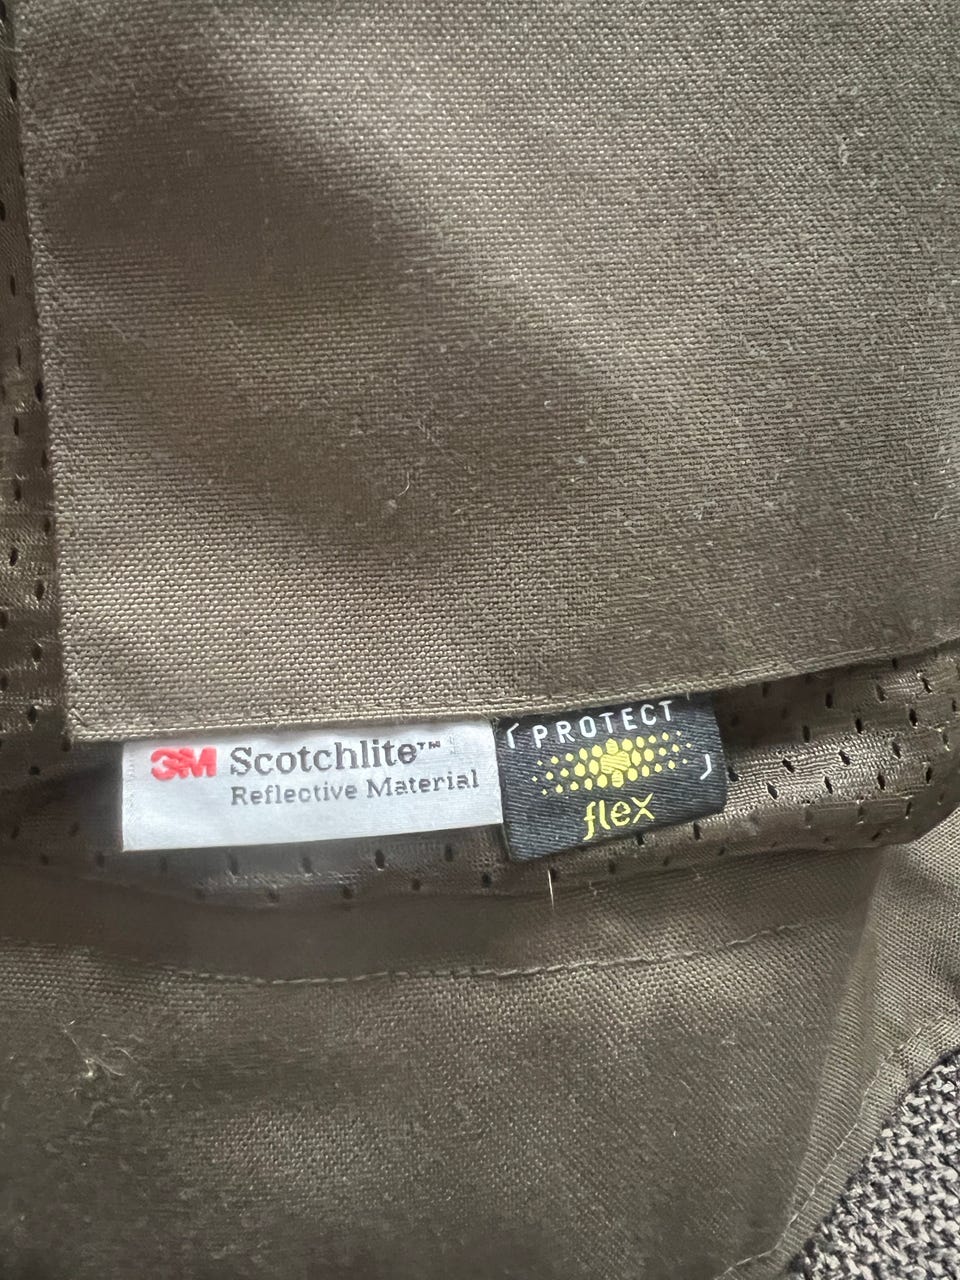 3M Scotchlite™
Reflective Material
PROTECT
flex